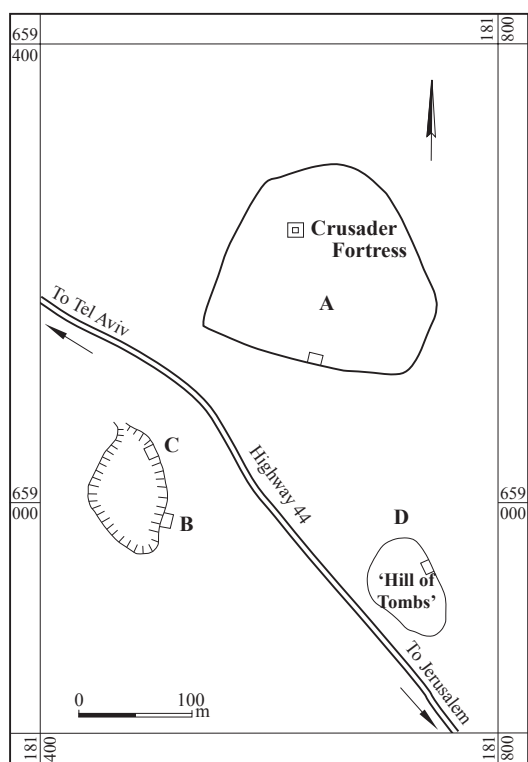 659
400
181
800
Crusader
Fortress
A
To Tel Aviv
Highway 44
C
B
659
000
659
000
D
'Hill of
Tombs'
To Jerusalem
0
100
m
181
400
181
800